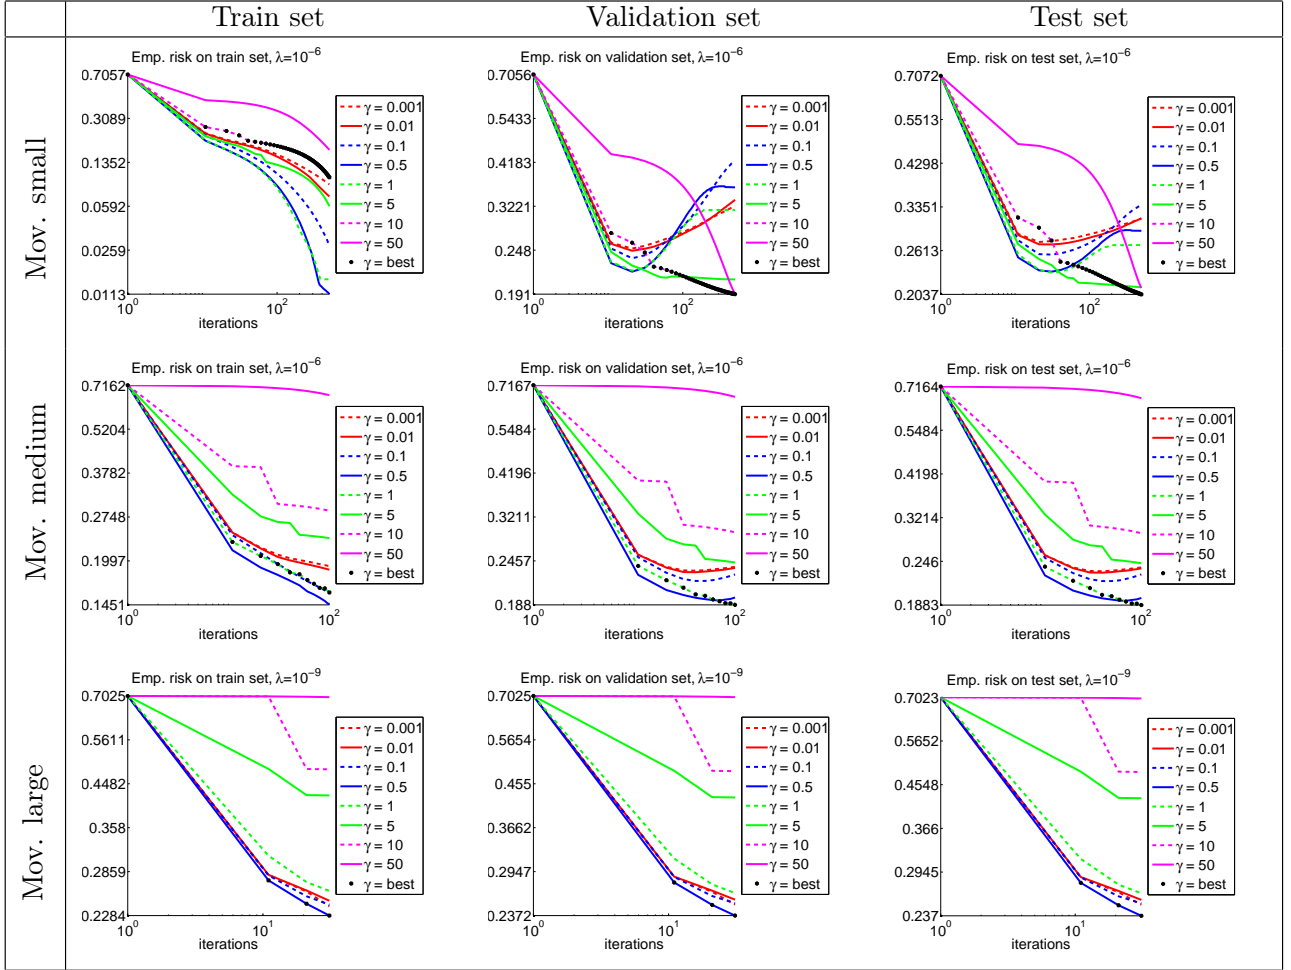 Train set Validation set Test set
Mov. small
Emp. risk on train set, λ=10⁻⁶
0.7057
0.3089
0.1352
0.0592
0.0259
0.0113
10⁰ 10²
iterations
γ = 0.001
γ = 0.01
γ = 0.1
γ = 0.5
γ = 1
γ = 5
γ = 10
γ = 50
γ = best
Emp. risk on validation set, λ=10⁻⁶
0.7056
0.5433
0.4183
0.3221
0.248
0.191
10⁰ 10²
iterations
γ = 0.001
γ = 0.01
γ = 0.1
γ = 0.5
γ = 1
γ = 5
γ = 10
γ = 50
γ = best
Emp. risk on test set, λ=10⁻⁶
0.7072
0.5513
0.4298
0.3351
0.2613
0.2037
10⁰ 10²
iterations
γ = 0.001
γ = 0.01
γ = 0.1
γ = 0.5
γ = 1
γ = 5
γ = 10
γ = 50
γ = best
Mov. medium
Emp. risk on train set, λ=10⁻⁶
0.7162
0.5204
0.3782
0.2748
0.1997
0.1451
10⁰ 10²
iterations
γ = 0.001
γ = 0.01
γ = 0.1
γ = 0.5
γ = 1
γ = 5
γ = 10
γ = 50
γ = best
Emp. risk on validation set, λ=10⁻⁶
0.7167
0.5484
0.4196
0.3211
0.2457
0.188
10⁰ 10²
iterations
γ = 0.001
γ = 0.01
γ = 0.1
γ = 0.5
γ = 1
γ = 5
γ = 10
γ = 50
γ = best
Emp. risk on test set, λ=10⁻⁶
0.7164
0.5484
0.4198
0.3214
0.246
0.1883
10⁰ 10²
iterations
γ = 0.001
γ = 0.01
γ = 0.1
γ = 0.5
γ = 1
γ = 5
γ = 10
γ = 50
γ = best
Mov. large
Emp. risk on train set, λ=10⁻⁹
0.7025
0.5611
0.4482
0.358
0.2859
0.2284
10⁰ 10¹
iterations
γ = 0.001
γ = 0.01
γ = 0.1
γ = 0.5
γ = 1
γ = 5
γ = 10
γ = 50
γ = best
Emp. risk on validation set, λ=10⁻⁹
0.7025
0.5654
0.455
0.3662
0.2947
0.2372
10⁰ 10¹
iterations
γ = 0.001
γ = 0.01
γ = 0.1
γ = 0.5
γ = 1
γ = 5
γ = 10
γ = 50
γ = best
Emp. risk on test set, λ=10⁻⁹
0.7023
0.5652
0.4548
0.366
0.2945
0.237
10⁰ 10¹
iterations
γ = 0.001
γ = 0.01
γ = 0.1
γ = 0.5
γ = 1
γ = 5
γ = 10
γ = 50
γ = best